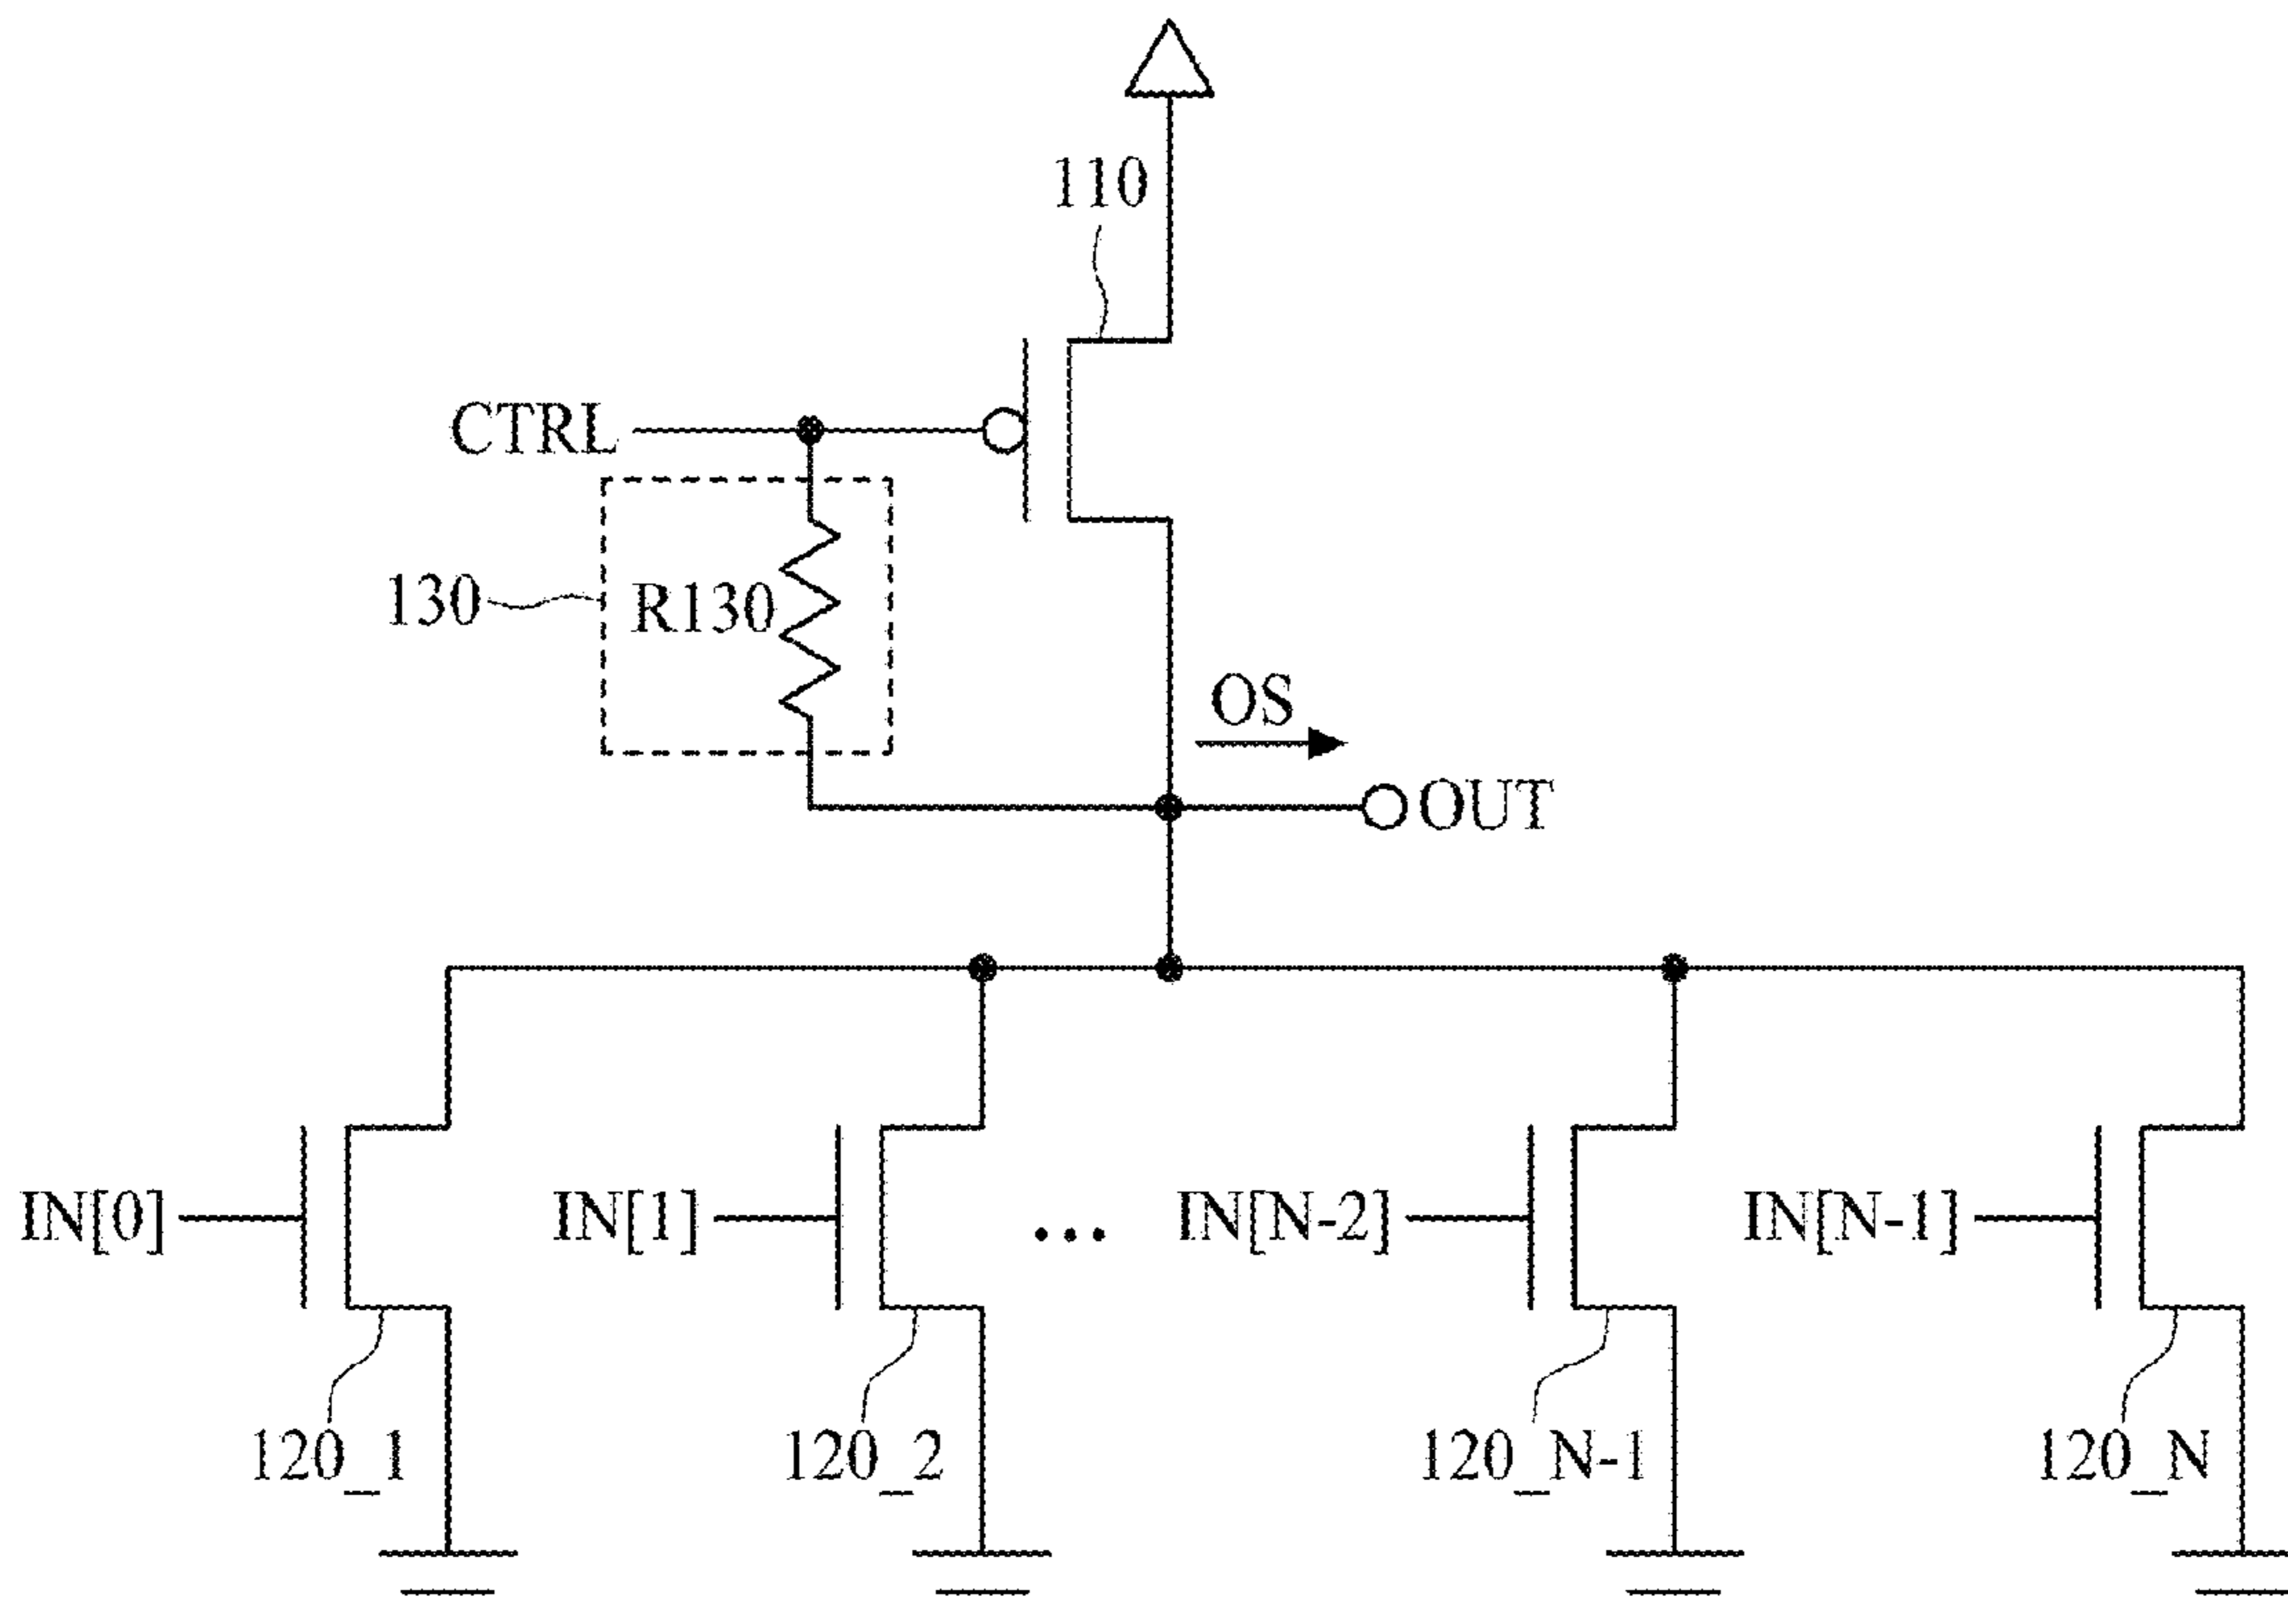 110
CTRL
130 R130
OS
OUT
IN[0] IN[1] ... IN[N-2] IN[N-1]
120_1 120_2 120_N-1 120_N